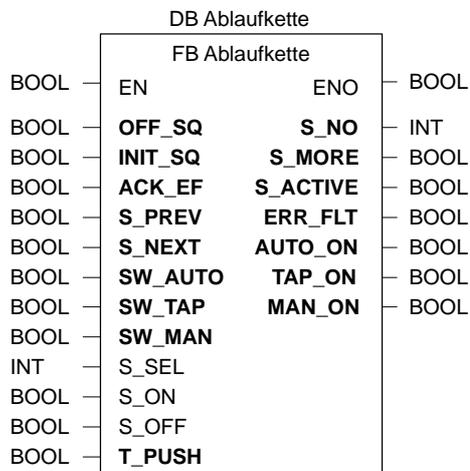 DB Ablaufkette
FB Ablaufkette
BOOL EN ENO BOOL
BOOL OFF_SQ S_NO INT
BOOL INIT_SQ S_MORE BOOL
BOOL ACK_EF S_ACTIVE BOOL
BOOL S_PREV ERR_FLT BOOL
BOOL S_NEXT AUTO_ON BOOL
BOOL SW_AUTO TAP_ON BOOL
BOOL SW_TAP MAN_ON BOOL
BOOL SW_MAN
INT S_SEL
BOOL S_ON
BOOL S_OFF
BOOL T_PUSH